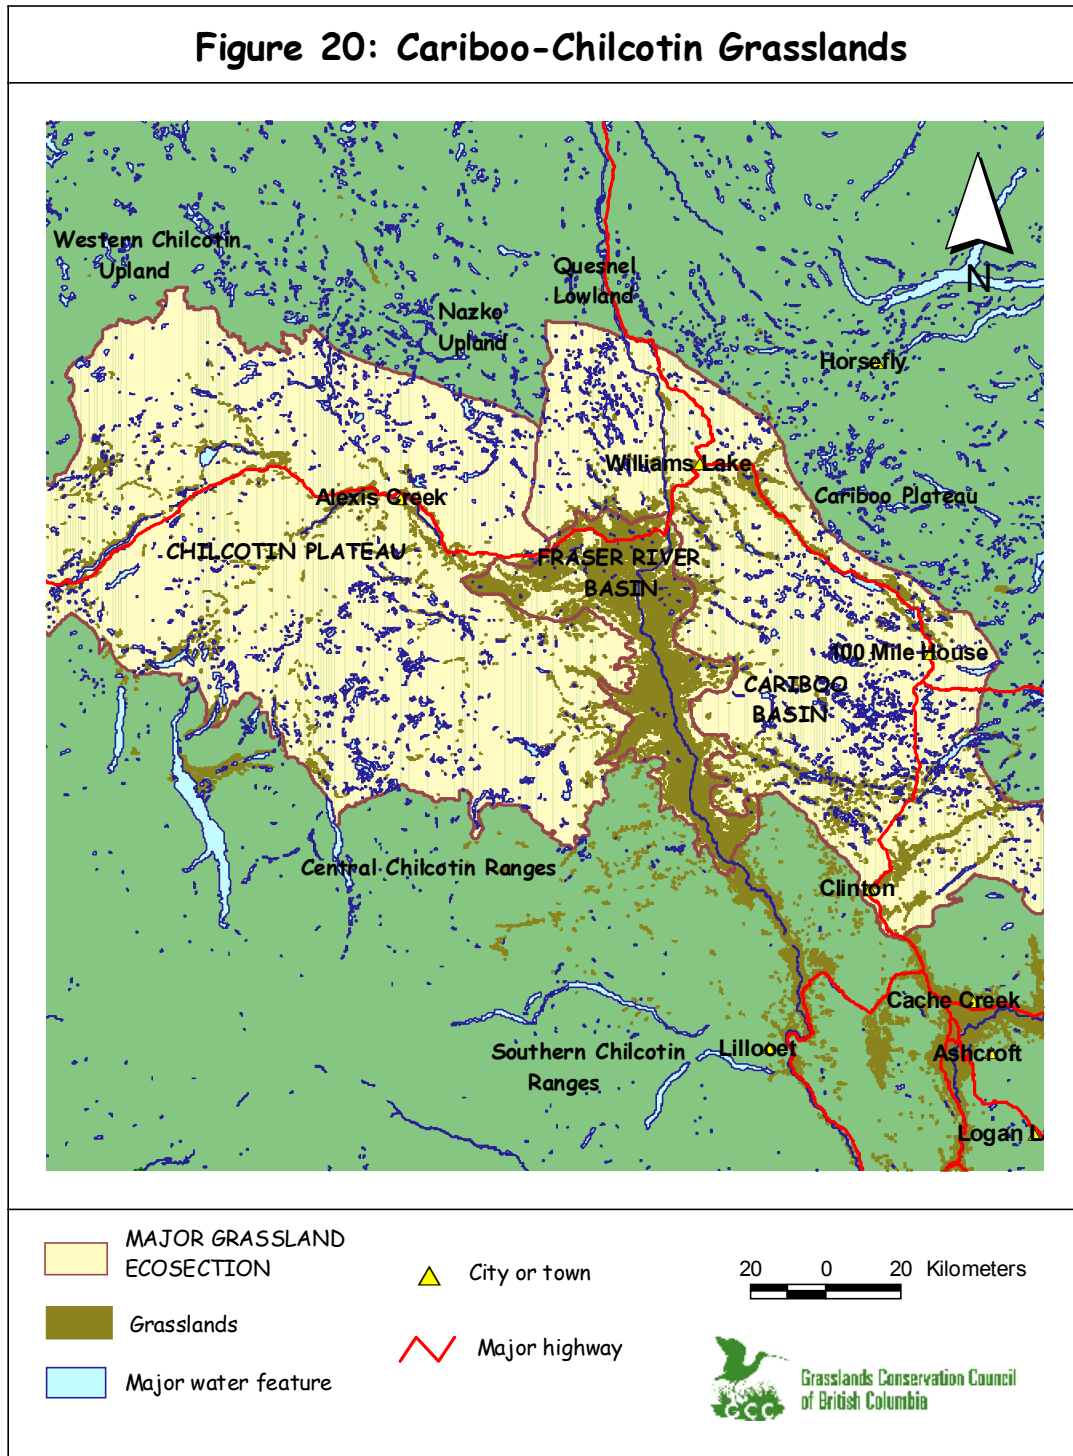 Figure 20: Cariboo-Chilcotin Grasslands
Western Chilcotin
Upland
Quesnel
Lowland
N
Nazko
Upland
Horsefly
Williams Lake
Alexis Creek
Cariboo Plateau
CHILCOTIN PLATEAU
FRASER RIVER
BASIN
100 Mile House
CARIBOO
BASIN
Central Chilcotin Ranges
Clinton
Cache Creek
Southern Chilcotin
Ranges
Lillooet
Ashcroft
Logan L
MAJOR GRASSLAND
ECOSECTION
City or town
20 0 20 Kilometers
Grasslands
Major highway
Major water feature
GCC
Grasslands Conservation Council
of British Columbia